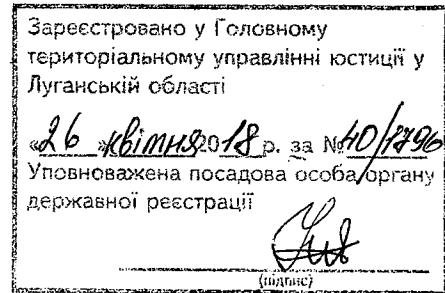 Зареєстровано у Головному
територіальному управлінні юстиції у
Луганській області
«26 » квітня 2018 р. за № 40/1796
Уповноважена посадова особа органу
державної реєстрації
(підпис)